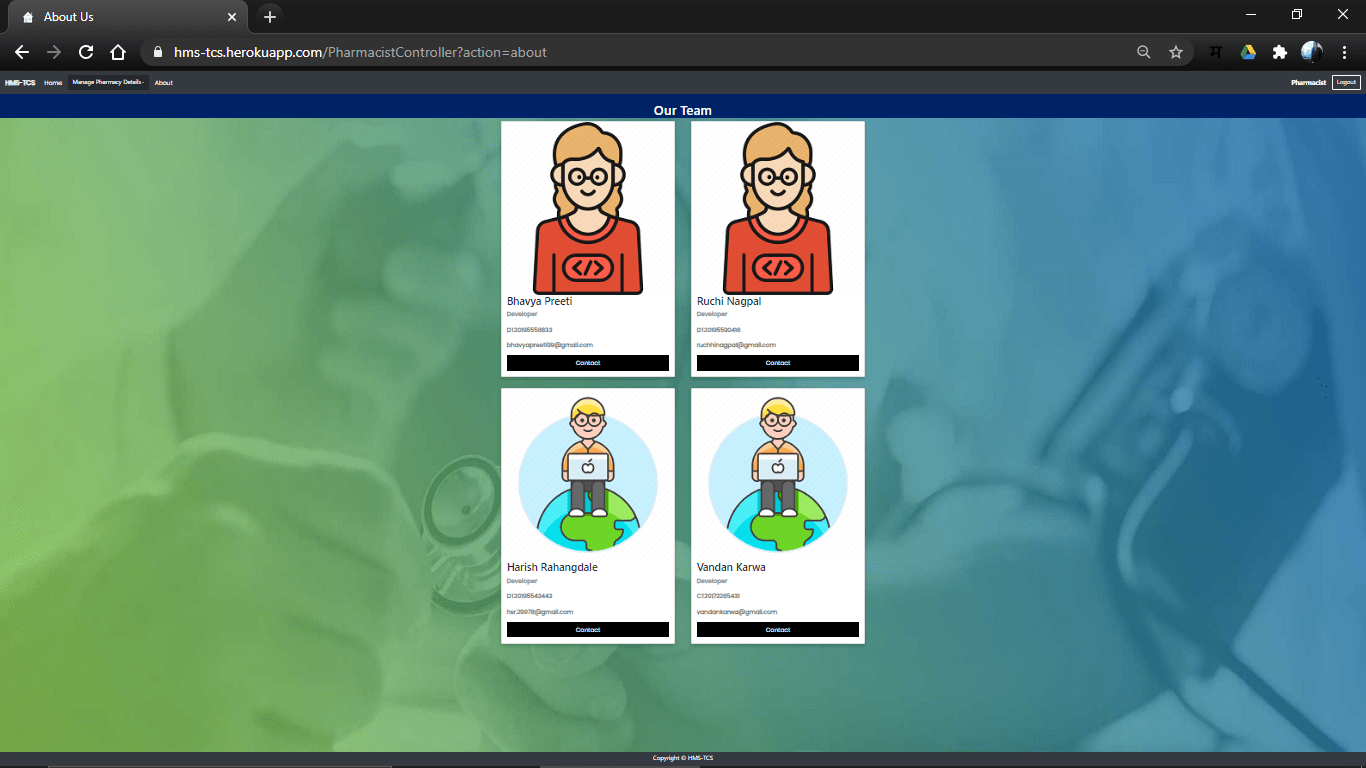 About Us
hms-tcs.herokuapp.com/PharmacistController?action=about
HMS-TCS Home Manage Pharmacy Details About Pharmacist Logout
Our Team
</>
</>
Bhavya Preeti
Developer
DT20195556833
bhavyapreeti99@gmail.com
Contact
Ruchi Nagpal
Developer
DT20195590416
ruchhinagpal@gmail.com
Contact
Harish Rahangdale
Developer
DT20195543443
hsr.29978@gmail.com
Contact
Vandan Karwa
Developer
CT20172285431
vandankarwa@gmail.com
Contact
Copyright © HMS-TCS